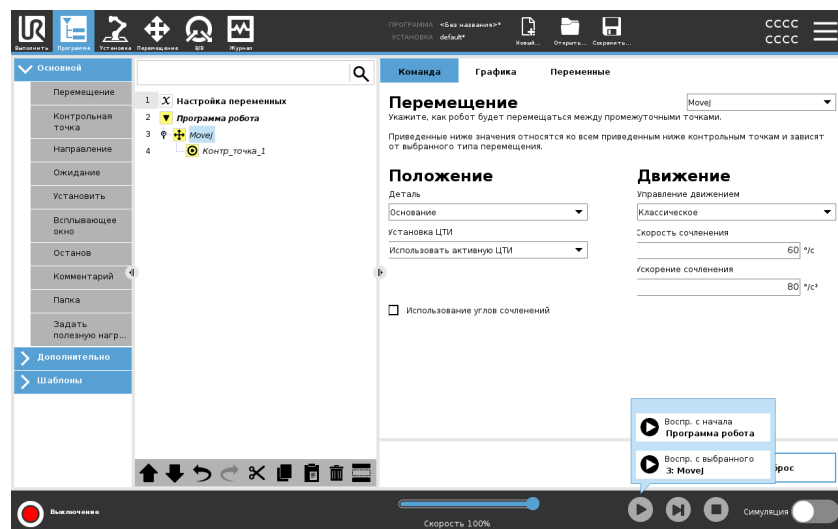 ПРОГРАММА <Без названия>*
УСТАНОВКА default*
Выполнить Программа Установка Перемещение В/В Журнал
Новый... Открыть... Сохранить...
CCCC
CCCC
Основной
Перемещение
Контрольная
точка
Направление
Ожидание
Установить
Всплывающее
окно
Останов
Комментарий
Папка
Задать
полезную нагр...
Дополнительно
Шаблоны
1 X Настройка переменных
2 Программа робота
3 MoveJ
4 Контр_точка_1
Команда Графика Переменные
Перемещение
MoveJ
Укажите, как робот будет перемещаться между промежуточными точками.
Приведенные ниже значения относятся ко всем приведенным ниже контрольным точкам и зависят
от выбранного типа перемещения.
Положение
Деталь
Основание
Установка ЦТИ
Использовать активную ЦТИ
Использование углов сочленений
Движение
Управление движением
Классическое
Скорость сочленения
60 °/с
Ускорение сочленения
80 °/с²
Воспр. с начала
Программа робота
Воспр. с выбранного
3: MoveJ
рос
Выключение
Скорость 100%
Симуляция